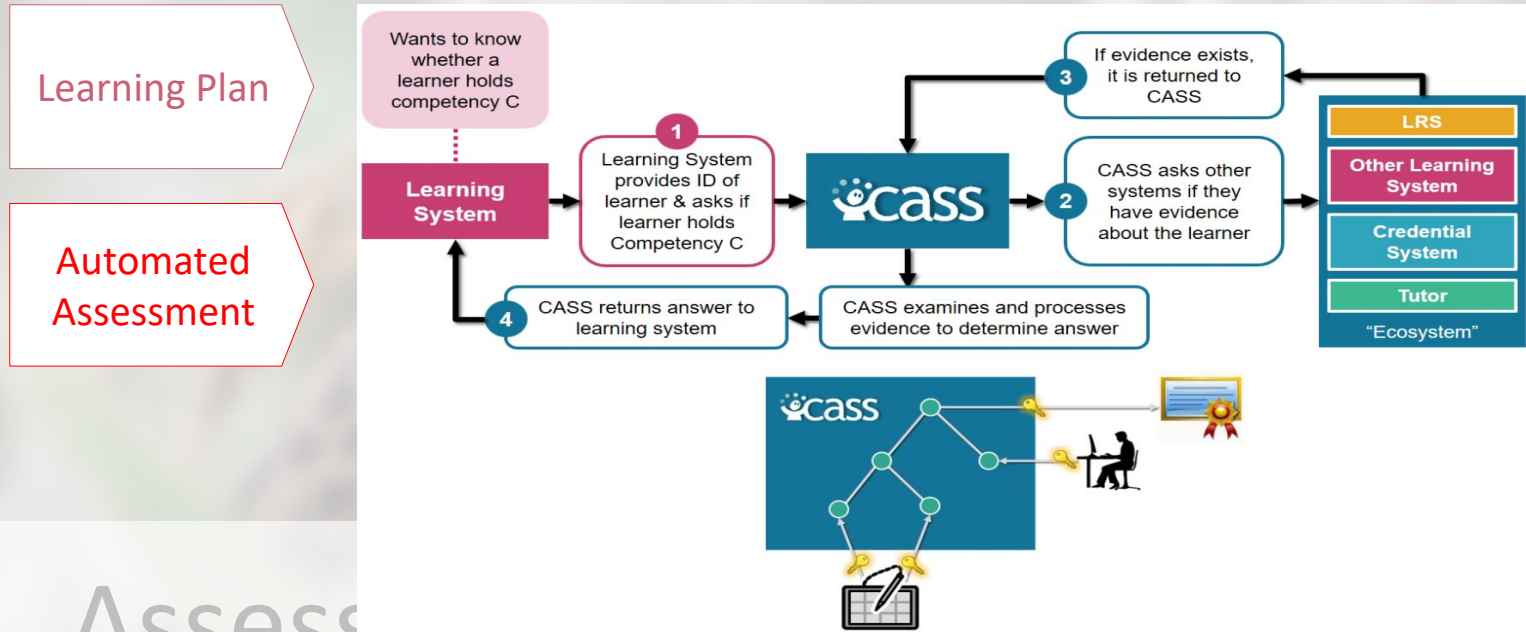 Learning Plan
Automated
Assessment
Wants to know
whether a
learner holds
competency C
Learning
System
1
Learning System
provides ID of
learner & asks if
learner holds
Competency C
cass
2
CASS asks other
systems if they
have evidence
about the learner
3
If evidence exists,
it is returned to
CASS
LRS
Other Learning
System
Credential
System
Tutor
“Ecosystem”
CASS examines and processes
evidence to determine answer
4
CASS returns answer to
learning system
cass
Assess